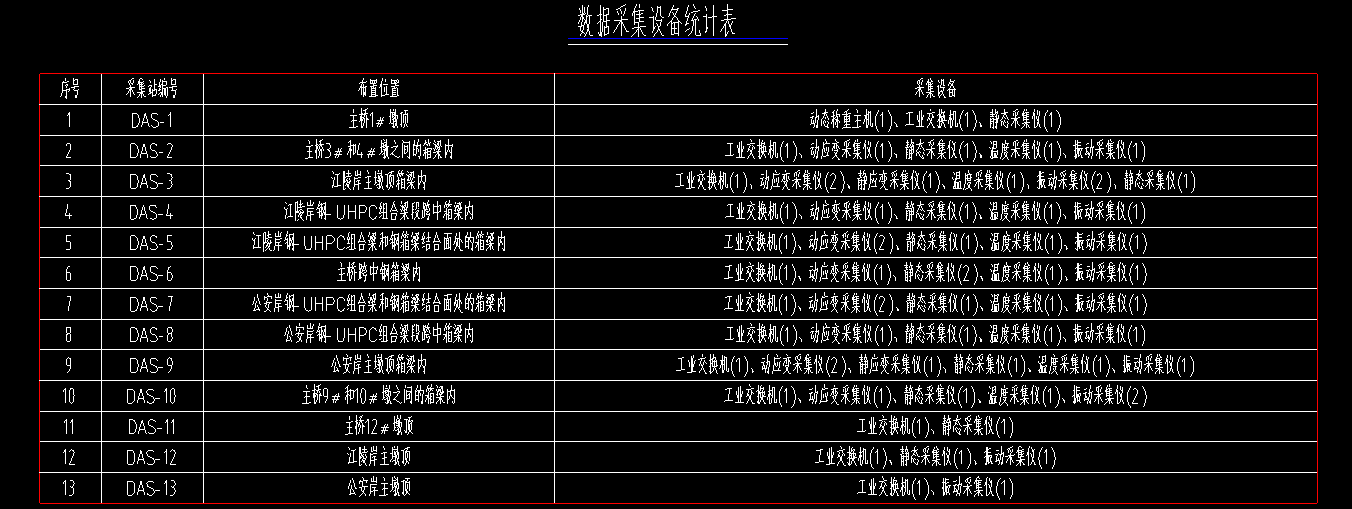 数据采集设备统计表
序号 采集站编号 布置位置 采集设备
1 DAS-1 主桥1#墩顶 动态称重主机(1)、工业交换机(1)、静态采集仪(1)
2 DAS-2 主桥3#和4#墩之间的箱梁内 工业交换机(1)、动应变采集仪(1)、静态采集仪(1)、温度采集仪(1)、振动采集仪(1)
3 DAS-3 江陵岸主墩顶箱梁内 工业交换机(1)、动应变采集仪(2)、静应变采集仪(1)、温度采集仪(1)、振动采集仪(2)、静态采集仪(1)
4 DAS-4 江陵岸钢-UHPC组合梁段跨中箱梁内 工业交换机(1)、动应变采集仪(1)、静态采集仪(1)、温度采集仪(1)、振动采集仪(1)
5 DAS-5 江陵岸钢-UHPC组合梁和钢箱梁结合面处的箱梁内 工业交换机(1)、动应变采集仪(2)、静态采集仪(1)、温度采集仪(1)、振动采集仪(1)
6 DAS-6 主桥跨中钢箱梁内 工业交换机(1)、动应变采集仪(1)、静态采集仪(2)、温度采集仪(1)、振动采集仪(1)
7 DAS-7 公安岸钢-UHPC组合梁和钢箱梁结合面处的箱梁内 工业交换机(1)、动应变采集仪(2)、静态采集仪(1)、温度采集仪(1)、振动采集仪(1)
8 DAS-8 公安岸钢-UHPC组合梁段跨中箱梁内 工业交换机(1)、动应变采集仪(1)、静态采集仪(1)、温度采集仪(1)、振动采集仪(1)
9 DAS-9 公安岸主墩顶箱梁内 工业交换机(1)、动应变采集仪(2)、静应变采集仪(1)、静态采集仪(1)、温度采集仪(1)、振动采集仪(1)
10 DAS-10 主桥9#和10#墩之间的箱梁内 工业交换机(1)、动应变采集仪(1)、静态采集仪(1)、温度采集仪(1)、振动采集仪(2)
11 DAS-11 主桥12#墩顶 工业交换机(1)、静态采集仪(1)
12 DAS-12 江陵岸主墩顶 工业交换机(1)、静态采集仪(1)、振动采集仪(1)
13 DAS-13 公安岸主墩顶 工业交换机(1)、振动采集仪(1)